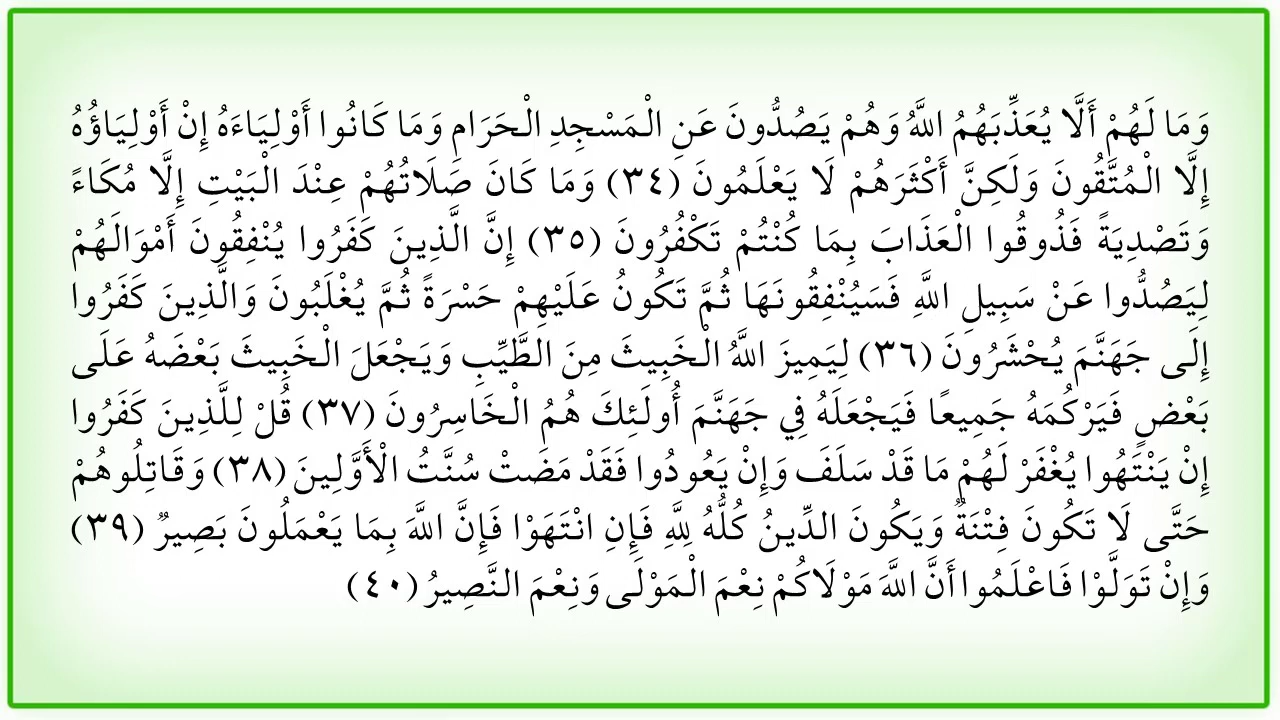 وَمَا لَهُمْ أَلَّا يُعَذِّبَهُمُ اللَّهُ وَهُمْ يَصُدُّونَ عَنِ الْمَسْجِدِ الْحَرَامِ وَمَا كَانُوا أَوْلِيَاءَهُ إِنْ أَوْلِيَاؤُهُ
إِلَّا الْمُتَّقُونَ وَلَكِنَّ أَكْثَرَهُمْ لَا يَعْلَمُونَ (٣٤) وَمَا كَانَ صَلَاتُهُمْ عِنْدَ الْبَيْتِ إِلَّا مُكَاءً
وَتَصْدِيَةً فَذُوقُوا الْعَذَابَ بِمَا كُنْتُمْ تَكْفُرُونَ (٣٥) إِنَّ الَّذِينَ كَفَرُوا يُنْفِقُونَ أَمْوَالَهُمْ
لِيَصُدُّوا عَنْ سَبِيلِ اللَّهِ فَسَيُنْفِقُونَهَا ثُمَّ تَكُونُ عَلَيْهِمْ حَسْرَةً ثُمَّ يُغْلَبُونَ وَالَّذِينَ كَفَرُوا
إِلَى جَهَنَّمَ يُحْشَرُونَ (٣٦) لِيَمِيزَ اللَّهُ الْخَبِيثَ مِنَ الطَّيِّبِ وَيَجْعَلَ الْخَبِيثَ بَعْضَهُ عَلَى
بَعْضٍ فَيَرْكُمَهُ جَمِيعًا فَيَجْعَلَهُ فِي جَهَنَّمَ أُولَئِكَ هُمُ الْخَاسِرُونَ (٣٧) قُلْ لِلَّذِينَ كَفَرُوا
إِنْ يَنْتَهُوا يُغْفَرْ لَهُمْ مَا قَدْ سَلَفَ وَإِنْ يَعُودُوا فَقَدْ مَضَتْ سُنَّتُ الْأَوَّلِينَ (٣٨) وَقَاتِلُوهُمْ
حَتَّى لَا تَكُونَ فِتْنَةٌ وَيَكُونَ الدِّينُ كُلُّهُ لِلَّهِ فَإِنِ انْتَهَوْا فَإِنَّ اللَّهَ بِمَا يَعْمَلُونَ بَصِيرٌ (٣٩)
وَإِنْ تَوَلَّوْا فَاعْلَمُوا أَنَّ اللَّهَ مَوْلَاكُمْ نِعْمَ الْمَوْلَى وَنِعْمَ النَّصِيرُ (٤٠)